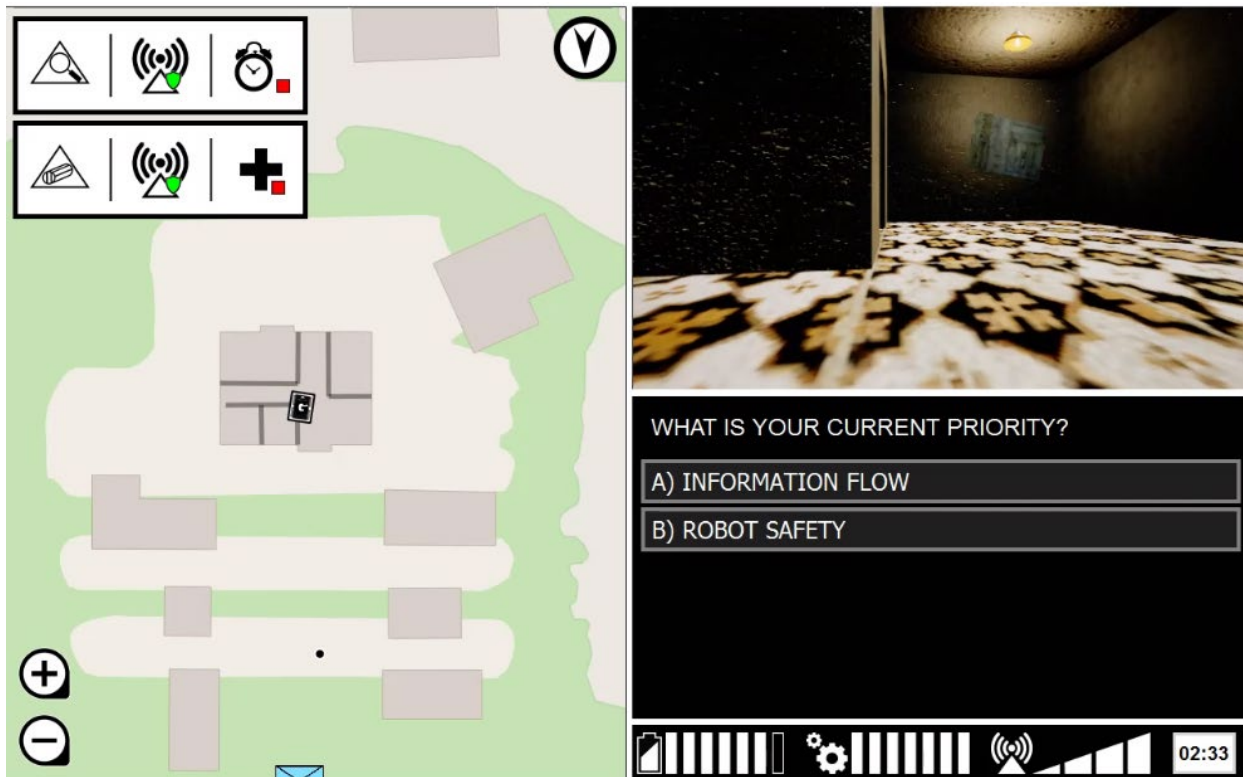 G
WHAT IS YOUR CURRENT PRIORITY?
A) INFORMATION FLOW
B) ROBOT SAFETY
02:33